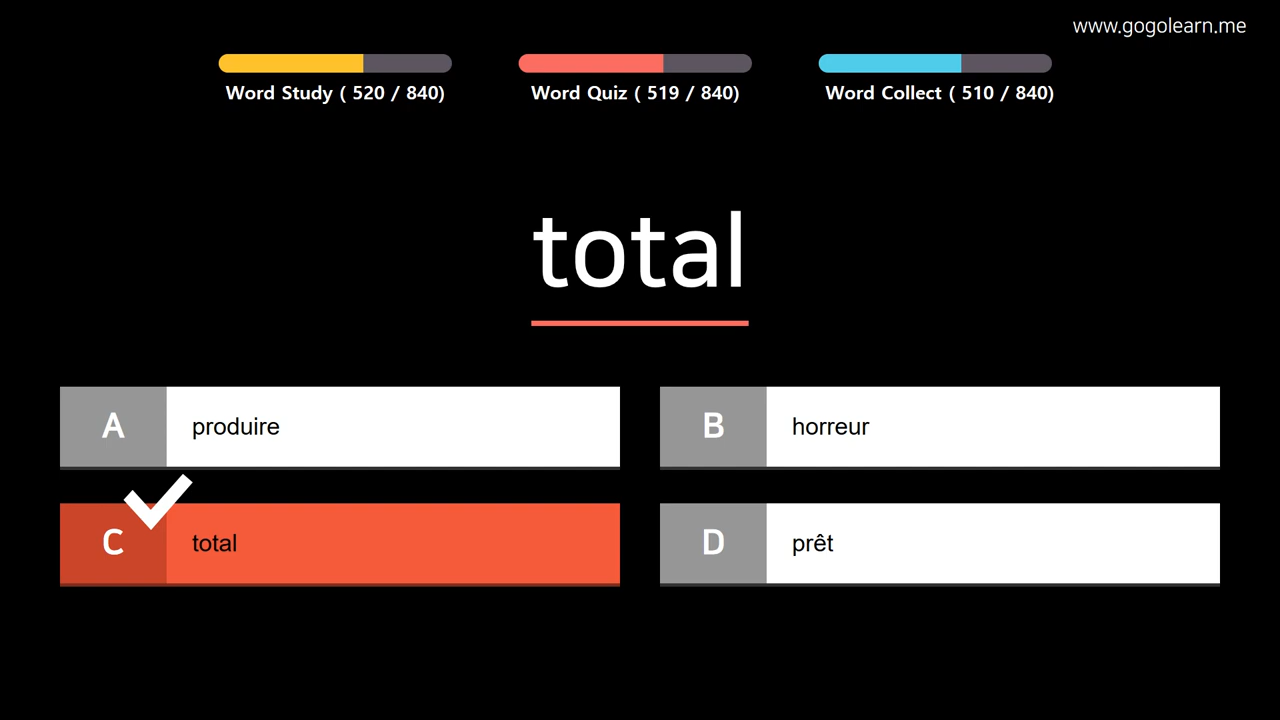 www.gogolearn.me
Word Study ( 520 / 840)
Word Quiz ( 519 / 840)
Word Collect ( 510 / 840)
total
A
produire
B
horreur
C
total
D
prêt